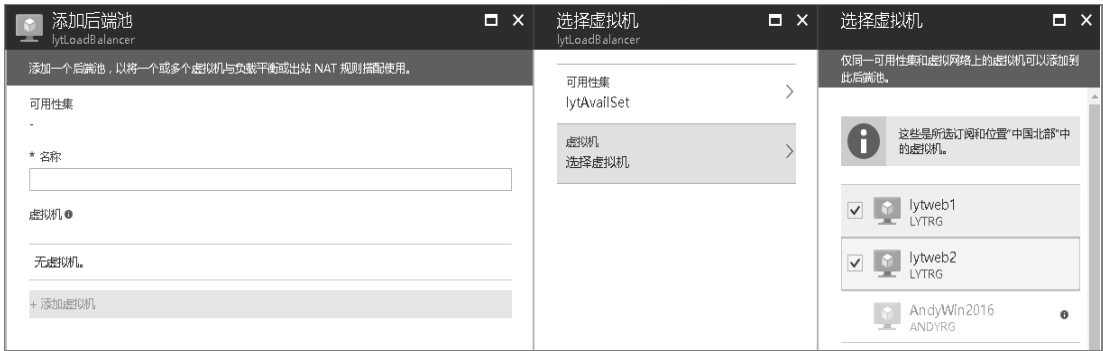 添加后端池
lytLoadBalancer
添加一个后端池，以将一个或多个虚拟机与负载平衡或出站 NAT 规则搭配使用。
可用性集
-
* 名称
虚拟机
无虚拟机。
+ 添加虚拟机
选择虚拟机
lytLoadBalancer
可用性集
lytAvailSet
虚拟机
选择虚拟机
选择虚拟机
仅同一可用性集和虚拟网络上的虚拟机可以添加到
此后端池。
这些是所选订阅和位置"中国北部"中
的虚拟机。
lytweb1
LYTRG
lytweb2
LYTRG
AndyWin2016
ANDYRG